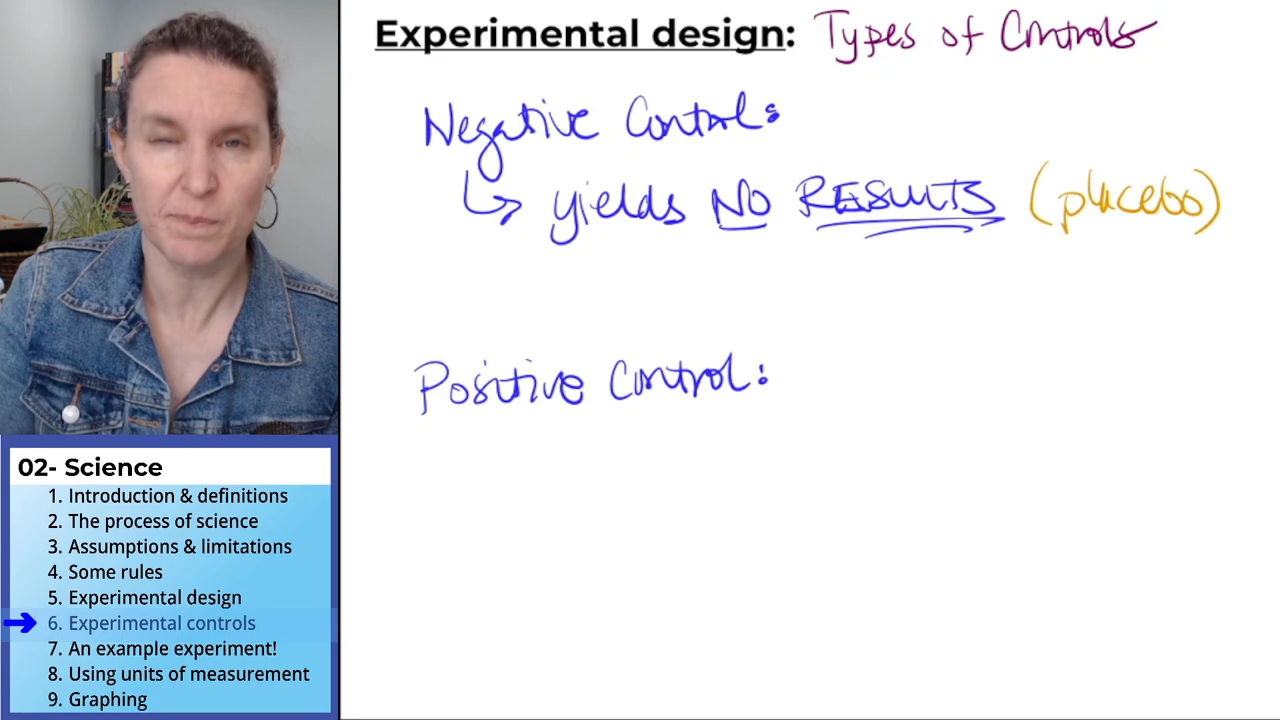 Experimental design: Types of Controls
Negative Control:
↳ yields NO RESULTS (placebo)
Positive Control:
02- Science
1. Introduction & definitions
2. The process of science
3. Assumptions & limitations
4. Some rules
5. Experimental design
6. Experimental controls
7. An example experiment!
8. Using units of measurement
9. Graphing